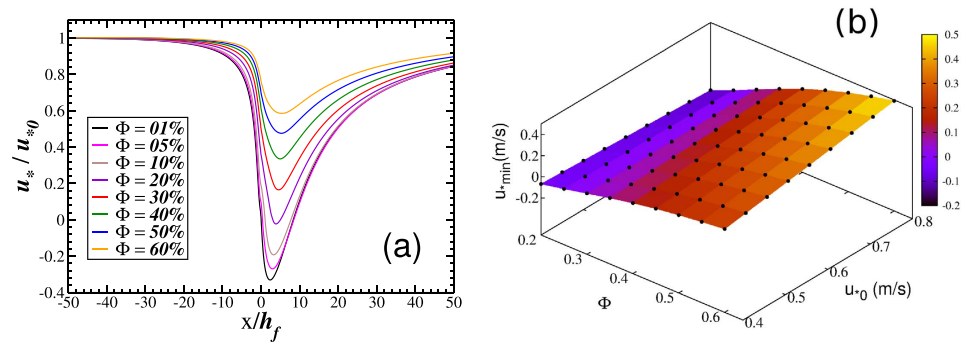 (a)
u* / u*0
1
0.8
0.6
0.4
0.2
0
-0.2
-0.4
Φ = 01%
Φ = 05%
Φ = 10%
Φ = 20%
Φ = 30%
Φ = 40%
Φ = 50%
Φ = 60%
-50 -40 -30 -20 -10 0 10 20 30 40 50
x/hf
(b)
u*min(m/s)
0.4
0.2
0
-0.2
0.2 0.3 0.4 0.5 0.6
Φ
0.4 0.5 0.6 0.7 0.8
u*0 (m/s)
0.5
0.4
0.3
0.2
0.1
0
-0.1
-0.2